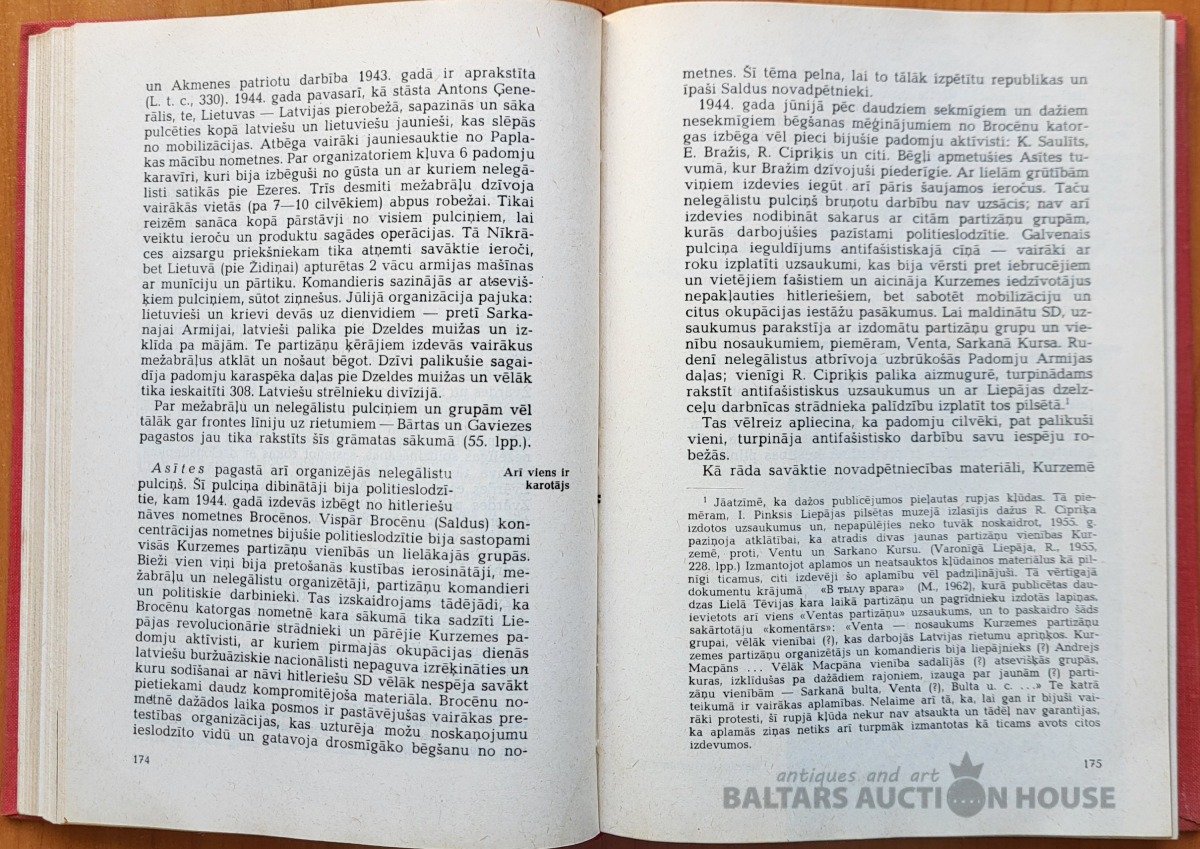 un Akmenes patriotu darbība 1943. gadā ir aprakstīta
(L. t. c., 330). 1944. gada pavasarī, kā stāsta Antons Ģene-
rālis, te, Lietuvas — Latvijas pierobežā, sapazinās un sāka
pulcēties kopā latviešu un lietuviešu jaunieši, kas slēpās
no mobilizācijas. Atbēga vairāki jauniesauktie no Papla-
kas mācību nometnes. Par organizatoriem kļuva 6 padomju
karavīri, kuri bija izbēguši no gūsta un ar kuriem nelegā-
listi satikās pie Ezeres. Trīs desmiti mežabrāļu dzīvoja
vairākās vietās (pa 7—10 cilvēkiem) abpus robežai. Tikai
reizēm sanāca kopā pārstāvji no visiem pulciņiem, lai
veiktu ieroču un produktu sagādes operācijas. Tā Nīkrā-
ces aizsargu priekšniekam tika atņemti savāktie ieroči,
bet Lietuvā (pie Židiņai) apturētas 2 vācu armijas mašīnas
ar munīciju un pārtiku. Komandieris sazinājās ar atseviš-
ķiem pulciņiem, sūtot ziņnešus. Jūlijā organizācija pajuka:
lietuvieši un krievi devās uz dienvidiem — pretī Sarka-
najai Armijai, latvieši palika pie Dzeldes muižas un iz-
klīda pa mājām. Te partizāņu ķērājiem izdevās vairākus
mežabrāļus atklāt un nošaut bēgot. Dzīvi palikušie sagai-
dīja padomju karaspēka daļas pie Dzeldes muižas un vēlāk
tika ieskaitīti 308. Latviešu strēlnieku divīzijā.
Par mežabrāļu un nelegālistu pulciņiem un grupām vēl
tālāk gar frontes līniju uz rietumiem — Bārtas un Gaviezes
pagastos jau tika rakstīts šīs grāmatas sākumā (55. lpp.).
Asītes pagastā arī organizējās nelegālistu
pulciņš. Šī pulciņa dibinātāji bija politieslodzī-
tie, kam 1944. gadā izdevās izbēgt no hitleriešu
Arī viens ir
karotājs
nāves nometnes Brocēnos. Vispār Brocēnu (Saldus) kon-
centrācijas nometnes bijušie politieslodzītie bija sastopami
visās Kurzemes partizāņu vienībās un lielākajās grupās.
Bieži vien viņi bija pretošanās kustības ierosinātāji, me-
žabrāļu un nelegālistu organizētāji, partizāņu komandieri
un politiskie darbinieki. Tas izskaidrojams tādējādi, ka
Brocēnu katorgas nometnē kara sākumā tika sadzīti Lie-
pājas revolucionārie strādnieki un pārējie Kurzemes pa-
domju aktīvisti, ar kuriem pirmajās okupācijas dienās
latviešu buržuāziskie nacionālisti nepaguva izrēķināties un
kuru sodīšanai ar nāvi hitleriešu SD vēlāk nespēja savākt
pietiekami daudz kompromitējoša materiāla. Brocēnu no-
metnē dažādos laika posmos ir pastāvējušas vairākas pre-
testības organizācijas, kas uzturēja možu noskaņojumu
ieslodzīto vidū un gatavoja drosmīgāko bēgšanu no no-
174
metnes. Šī tēma pelna, lai to tālāk izpētītu republikas un
īpaši Saldus novadpētnieki.
1944. gada jūnijā pēc daudziem sekmīgiem un dažiem
nesekmīgiem bēgšanas mēģinājumiem no Brocēnu kator-
gas izbēga vēl pieci bijušie padomju aktīvisti: K. Saulīts,
E. Bražis, R. Cipriķis un citi. Bēgļi apmetušies Asītes tu-
vumā, kur Bražim dzīvojuši piederīgie. Ar lielām grūtībām
viņiem izdevies iegūt arī pāris šaujamos ieročus. Taču
nelegālistu pulciņš bruņotu darbību nav uzsācis; nav arī
izdevies nodibināt sakarus ar citām partizāņu grupām,
kurās darbojušies pazīstami politieslodzītie. Galvenais
pulciņa ieguldījums antifašistiskajā cīņā — vairāki ar
roku izplatīti uzsaukumi, kas bija vērsti pret iebrucējiem
un vietējiem fašistiem un aicināja Kurzemes iedzīvotājus
nepakļauties hitleriešiem, bet sabotēt mobilizāciju un
citus okupācijas iestāžu pasākumus. Lai maldinātu SD, uz-
saukumus parakstīja ar izdomātu partizāņu grupu un vie-
nību nosaukumiem, piemēram, Venta, Sarkanā Kursa. Ru-
denī nelegālistus atbrīvoja uzbrūkošās Padomju Armijas
daļas; vienīgi R. Cipriķis palika aizmugurē, turpinādams
rakstīt antifašistiskus uzsaukumus un ar Liepājas dzelz-
ceļu darbnīcas strādnieka palīdzību izplatīt tos pilsētā.¹
Tas vēlreiz apliecina, ka padomju cilvēki, pat palikuši
vieni, turpināja antifašistisko darbību savu iespēju ro-
bežās.
Kā rāda savāktie novadpētniecības materiāli, Kurzemē
¹ Jāatzīmē, ka dažos publicējumos pieļautas rupjas kļūdas. Tā pie-
mēram, I. Pinksis Liepājas pilsētas muzejā izlasījis dažus R. Cipriķa
izdotos uzsaukumus un, nepapūlējies neko tuvāk noskaidrot, 1955. g.
paziņoja atklātībai, ka atradis divas jaunas partizāņu vienības Kur-
zemē, proti, Ventu un Sarkano Kursu. (Varonīgā Liepāja, R., 1955,
228. lpp.) Izmantojot aplamos un neatsauktos kļūdainos materiālus kā pil-
nīgi ticamus, citi izdevēji šo aplamību vēl padziļinājuši. Tā vērtīgajā
dokumentu krājumā «В тылу врага» (M., 1962), kurā publicētas dau-
dzas Lielā Tēvijas kara laikā partizāņu un pagrīdnieku izdotās lapiņas,
ievietots arī viens «Ventas partizāņu» uzsaukums, un to paskaidro šāds
sakārtotāju «komentārs»: «Venta — nosaukums Kurzemes partizāņu
grupai, vēlāk vienībai (?), kas darbojās Latvijas rietumu apriņķos. Kur-
zemes partizāņu organizētājs un komandieris bija liepājnieks (?) Andrejs
Macpāns ... Vēlāk Macpāna vienība sadalījās (?) atsevišķās grupās,
kuras, izklīdušas pa dažādiem rajoniem, izauga par jaunām (?) parti-
zāņu vienībām — Sarkanā bulta, Venta (?), Bulta u. c. ...» Te katrā
teikumā ir vairākas aplamības. Nelaime arī tā, ka, lai gan ir bijuši vai-
rāki protesti, šī rupjā kļūda nekur nav atsaukta un tādēļ nav garantijas,
ka aplamās ziņas netiks arī turpmāk izmantotas kā ticams avots citos
izdevumos.
175
antiques and art
BALTARS AUCTION HOUSE